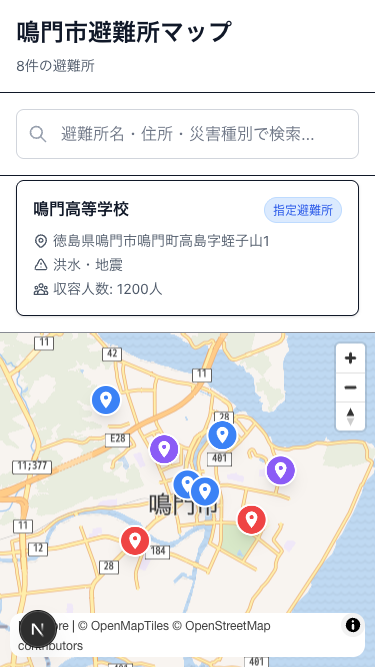 鳴門市避難所マップ
8件の避難所
避難所名・住所・災害種別で検索...
鳴門高等学校
指定避難所
徳島県鳴門市鳴門町高島字蛭子山1
洪水・地震
収容人数: 1200人
11
42
11
28
E28
401
11;377
鳴門市
11
12
184
28
401
401
N
| © OpenMapTiles © OpenStreetMap
contributors